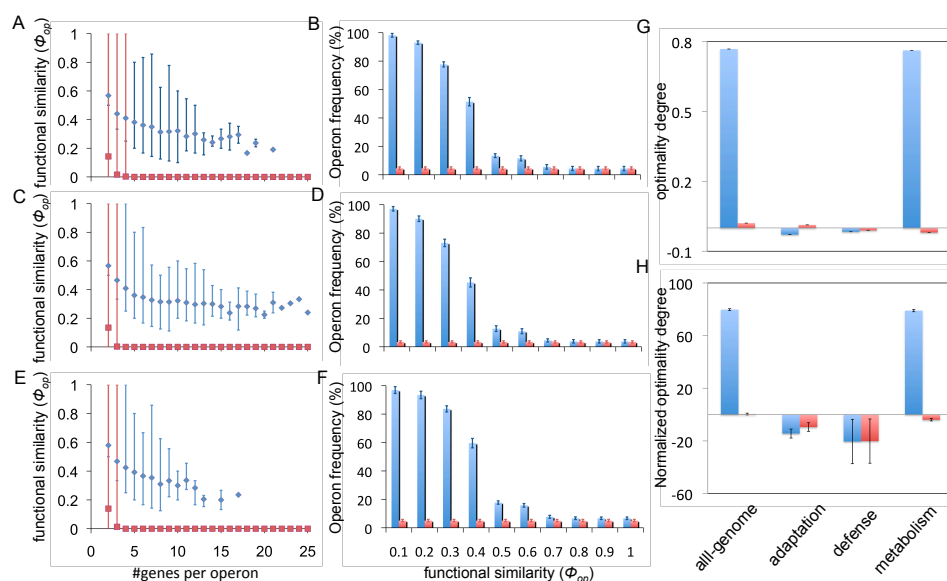 A
functional similarity (Φop)
1
0.8
0.6
0.4
0.2
0
B
Operon frequency (%)
100
80
60
40
20
0
C
functional similarity (Φop)
1
0.8
0.6
0.4
0.2
0
D
Operon frequency (%)
100
80
60
40
20
0
E
functional similarity (Φop)
1
0.8
0.6
0.4
0.2
0
0 5 10 15 20 25
#genes per operon
F
Operon frequency (%)
100
80
60
40
20
0
0.1 0.2 0.3 0.4 0.5 0.6 0.7 0.8 0.9 1
functional similarity (Φop)
G
optimality degree
0.8
0.5
0.2
-0.1
H
Normalized optimality degree
100
60
20
-20
-60
alll-genome
adaptation
defense
metabolism